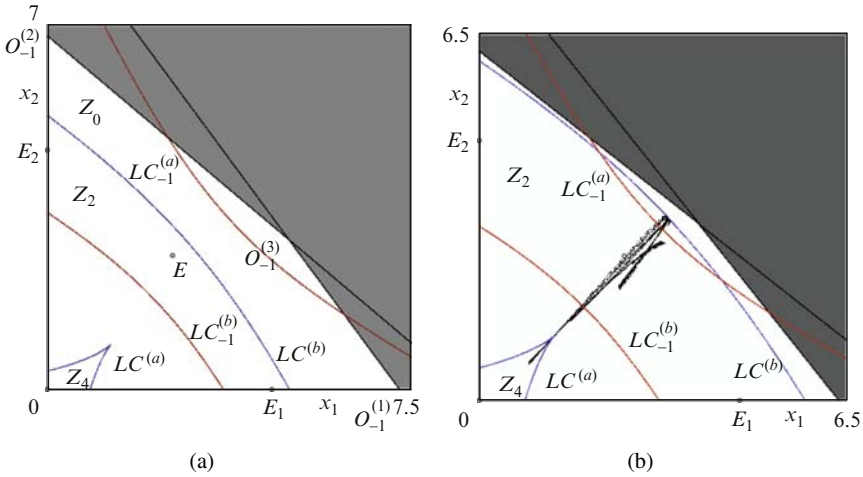 7
O_{-1}^{(2)}
x_2
Z_0
E_2
LC_{-1}^{(a)}
Z_2
O_{-1}^{(3)}
E
LC_{-1}^{(b)}
LC^{(b)}
LC^{(a)}
Z_4
0
E_1
x_1
O_{-1}^{(1)}
7.5
(a)
6.5
x_2
E_2
Z_2
LC_{-1}^{(a)}
LC_{-1}^{(b)}
LC^{(b)}
LC^{(a)}
Z_4
0
E_1
x_1
6.5
(b)